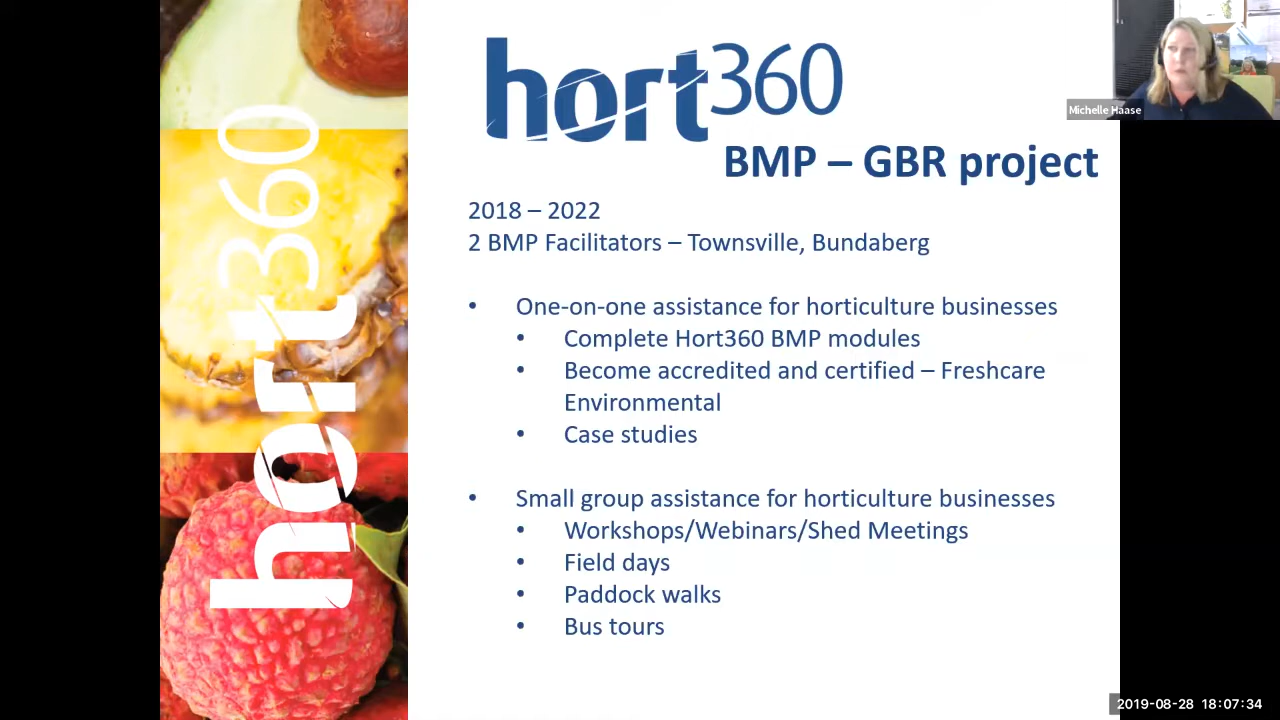 hort360
hort360
BMP – GBR project
Michelle Haase
2018 – 2022
2 BMP Facilitators – Townsville, Bundaberg
• One-on-one assistance for horticulture businesses
• Complete Hort360 BMP modules
• Become accredited and certified – Freshcare
Environmental
• Case studies
• Small group assistance for horticulture businesses
• Workshops/Webinars/Shed Meetings
• Field days
• Paddock walks
• Bus tours
2019-08-28 18:07:34